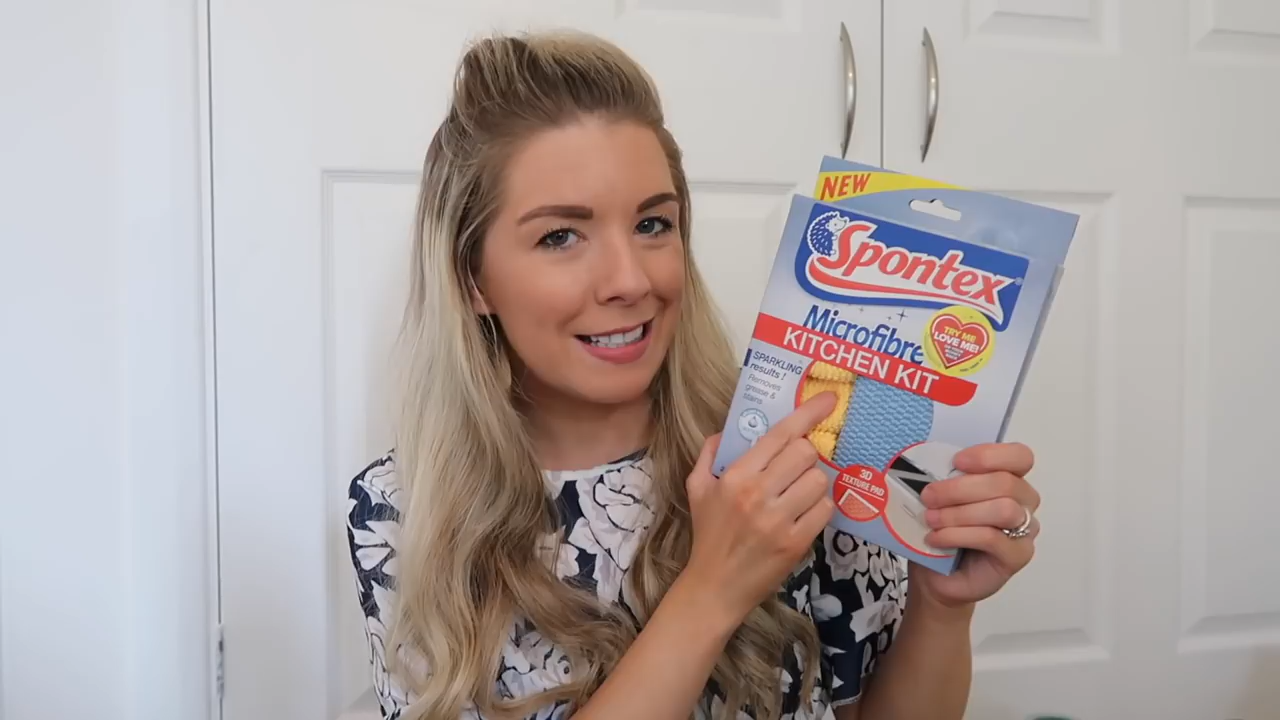 NEW
Spontex
Microfibre
TRY ME
LOVE ME!
KITCHEN KIT
SPARKLING
results !
Removes
grease &
stains
3D
TEXTURE PAD